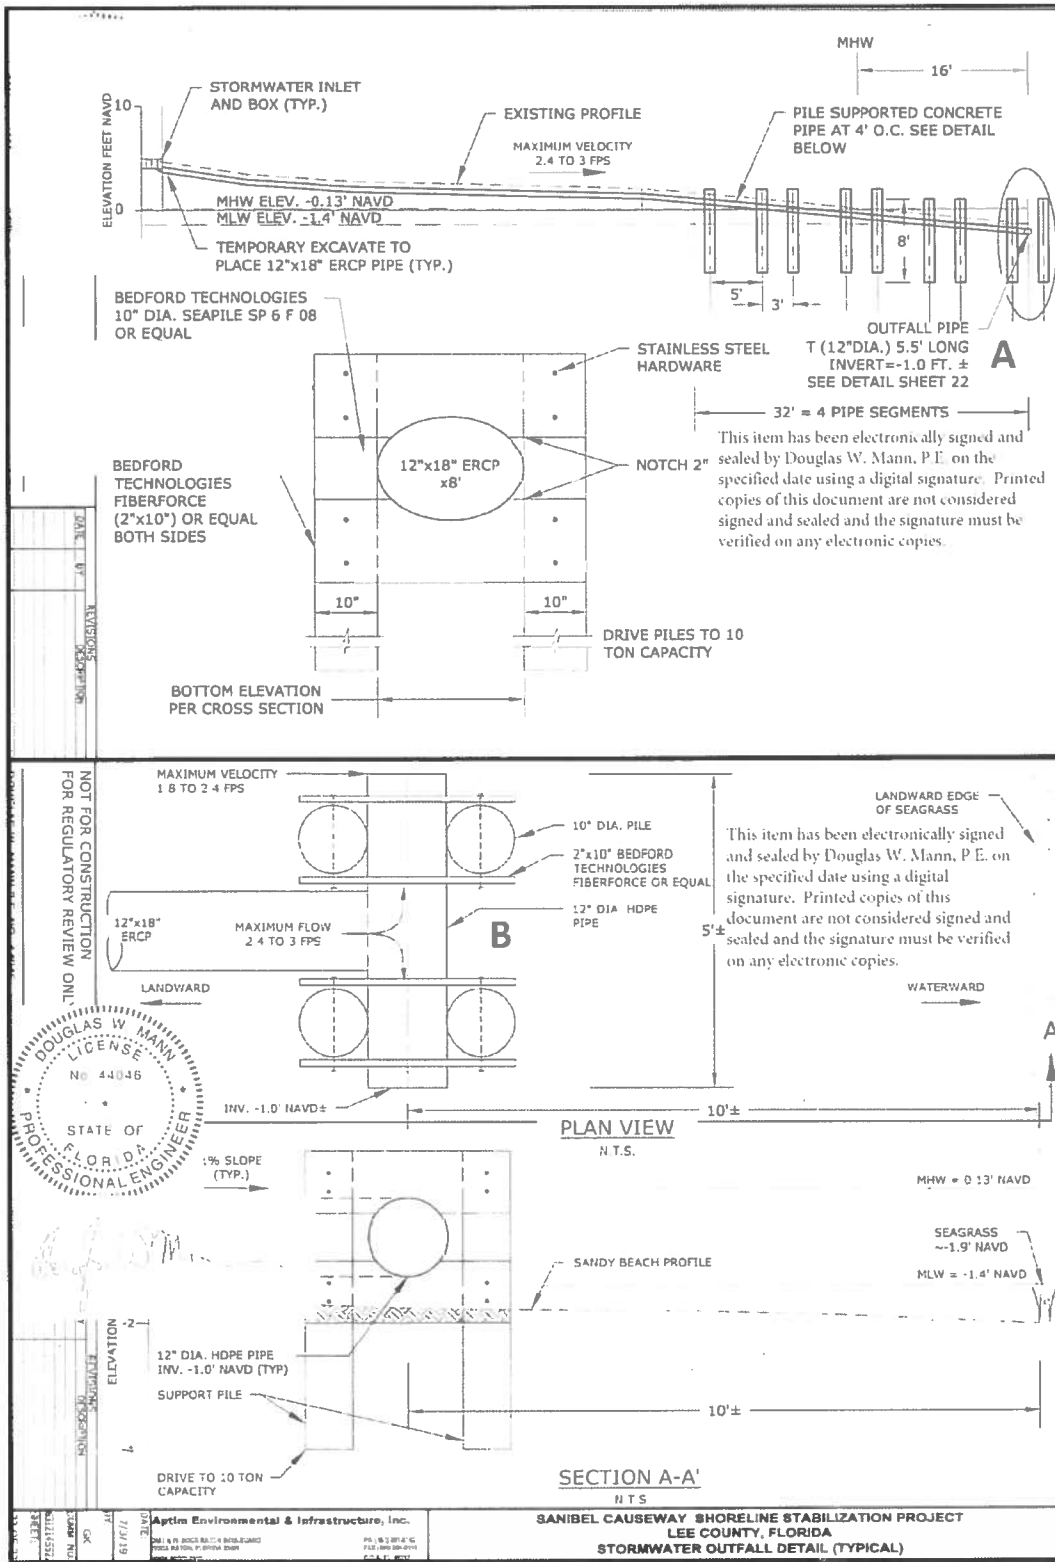 MHW
16'
STORMWATER INLET
AND BOX (TYP.)
10
EXISTING PROFILE
PILE SUPPORTED CONCRETE
PIPE AT 4' O.C. SEE DETAIL
BELOW
MAXIMUM VELOCITY
2.4 TO 3 FPS
ELEVATION FEET NAVD
0
MHW ELEV. -0.13' NAVD
MLW ELEV. -1.4' NAVD
TEMPORARY EXCAVATE TO
PLACE 12"x18" ERCP PIPE (TYP.)
8'
5'
3'
BEDFORD TECHNOLOGIES
10" DIA. SEAPILE SP 6 F 08
OR EQUAL
OUTFALL PIPE
T (12"DIA.) 5.5' LONG
INVERT=-1.0 FT. ±
SEE DETAIL SHEET 22
A
STAINLESS STEEL
HARDWARE
32' = 4 PIPE SEGMENTS
This item has been electronically signed and
sealed by Douglas W. Mann, P.E. on the
specified date using a digital signature. Printed
copies of this document are not considered
signed and sealed and the signature must be
verified on any electronic copies.
12"x18" ERCP
x8'
NOTCH 2"
BEDFORD
TECHNOLOGIES
FIBERFORCE
(2"x10") OR EQUAL
BOTH SIDES
10"
10"
DRIVE PILES TO 10
TON CAPACITY
BOTTOM ELEVATION
PER CROSS SECTION
DATE BY
REVISIONS
DESCRIPTION
NOT FOR CONSTRUCTION
FOR REGULATORY REVIEW ONLY
MAXIMUM VELOCITY
1.8 TO 2.4 FPS
LANDWARD EDGE
OF SEAGRASS
10" DIA. PILE
2"x10" BEDFORD
TECHNOLOGIES
FIBERFORCE OR EQUAL
12" DIA HDPE
PIPE
This item has been electronically signed
and sealed by Douglas W. Mann, P.E. on
the specified date using a digital
signature. Printed copies of this
document are not considered signed and
sealed and the signature must be verified
on any electronic copies.
12"x18"
ERCP
MAXIMUM FLOW
2.4 TO 3 FPS
B
5'±
LANDWARD
WATERWARD
DOUGLAS W. MANN
LICENSE
No 44046
STATE OF
FLORIDA
PROFESSIONAL ENGINEER
A
INV. -1.0' NAVD±
10'±
PLAN VIEW
N.T.S.
% SLOPE
(TYP.)
MHW = 0.13' NAVD
SEAGRASS
~-1.9' NAVD
SANDY BEACH PROFILE
MLW = -1.4' NAVD
-2
ELEVATION
12" DIA. HDPE PIPE
INV. -1.0' NAVD (TYP)
SUPPORT PILE
10'±
-4
DRIVE TO 10 TON
CAPACITY
SECTION A-A'
N T S
REVISIONS
DESCRIPTION
DATE:
7/3/19
BY:
GK
SHEET:
Aptim Environmental & Infrastructure, Inc.
SANIBEL CAUSEWAY SHORELINE STABILIZATION PROJECT
LEE COUNTY, FLORIDA
STORMWATER OUTFALL DETAIL (TYPICAL)